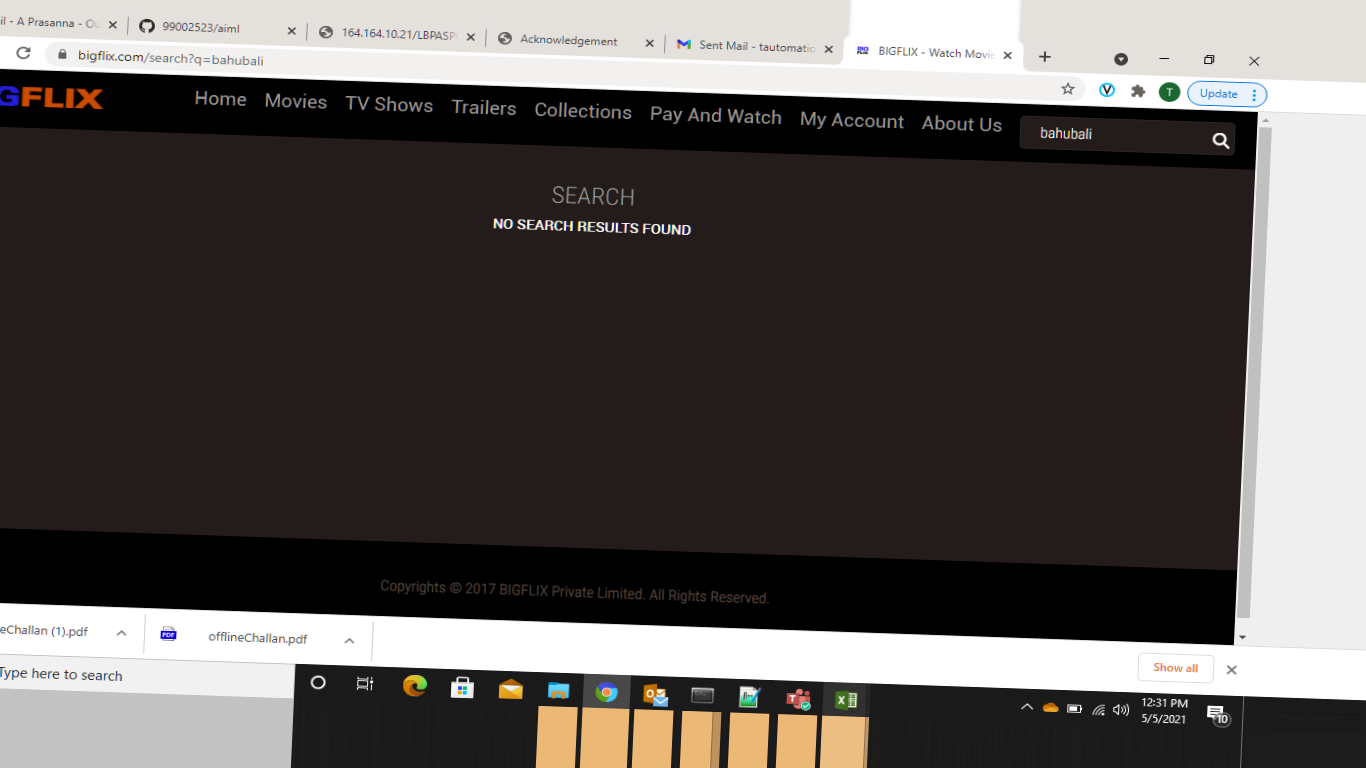 il - A Prasanna - Ou
99002523/aiml
164.164.10.21/LBPASP
Acknowledgement
Sent Mail - tautomatio
BIGFLIX - Watch Movie
bigflix.com/search?q=bahubali
T
Update
GFLIX
Home
Movies
TV Shows
Trailers
Collections
Pay And Watch
My Account
About Us
bahubali
SEARCH
NO SEARCH RESULTS FOUND
Copyrights © 2017 BIGFLIX Private Limited. All Rights Reserved.
eChallan (1).pdf
PDF
offlineChallan.pdf
Show all
Type here to search
12:31 PM
5/5/2021
10